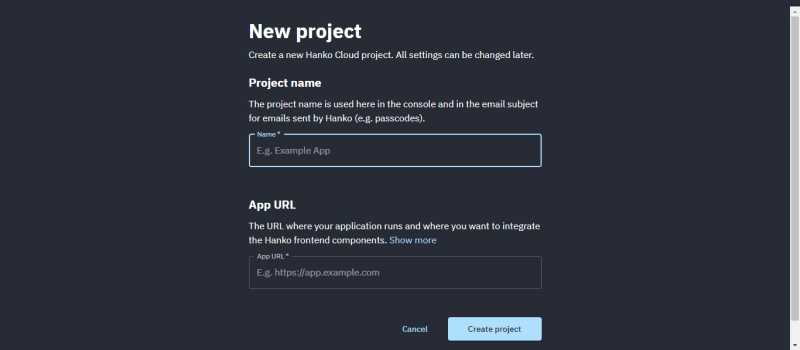 New project
Create a new Hanko Cloud project. All settings can be changed later.
Project name
The project name is used here in the console and in the email subject
for emails sent by Hanko (e.g. passcodes).
Name *
E.g. Example App
App URL
The URL where your application runs and where you want to integrate
the Hanko frontend components. Show more
App URL *
E.g. https://app.example.com
Cancel
Create project